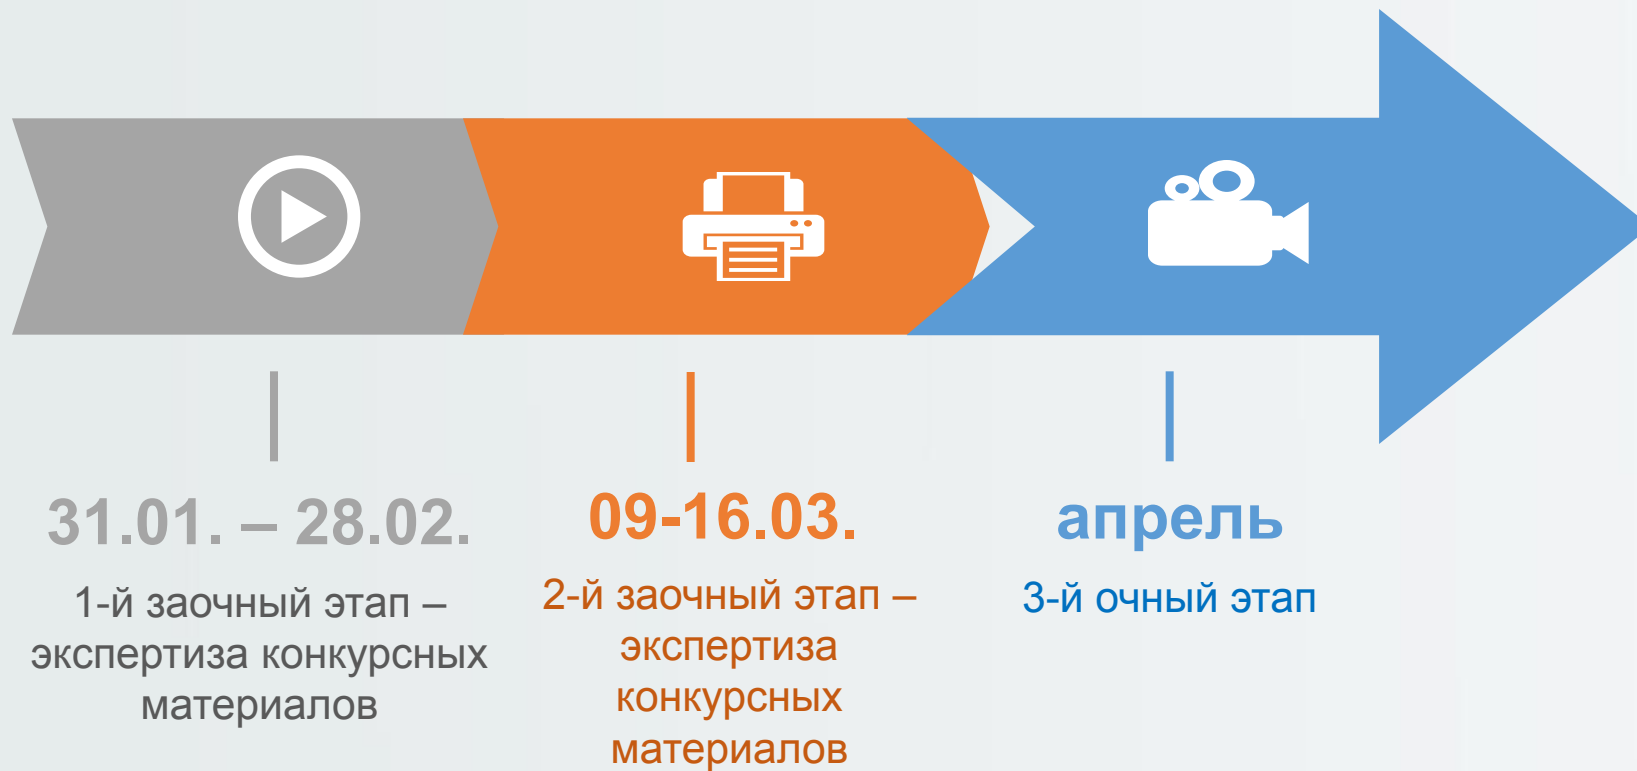 31.01. – 28.02.
1-й заочный этап –
экспертиза конкурсных
материалов
09-16.03.
2-й заочный этап –
экспертиза
конкурсных
материалов
апрель
3-й очный этап